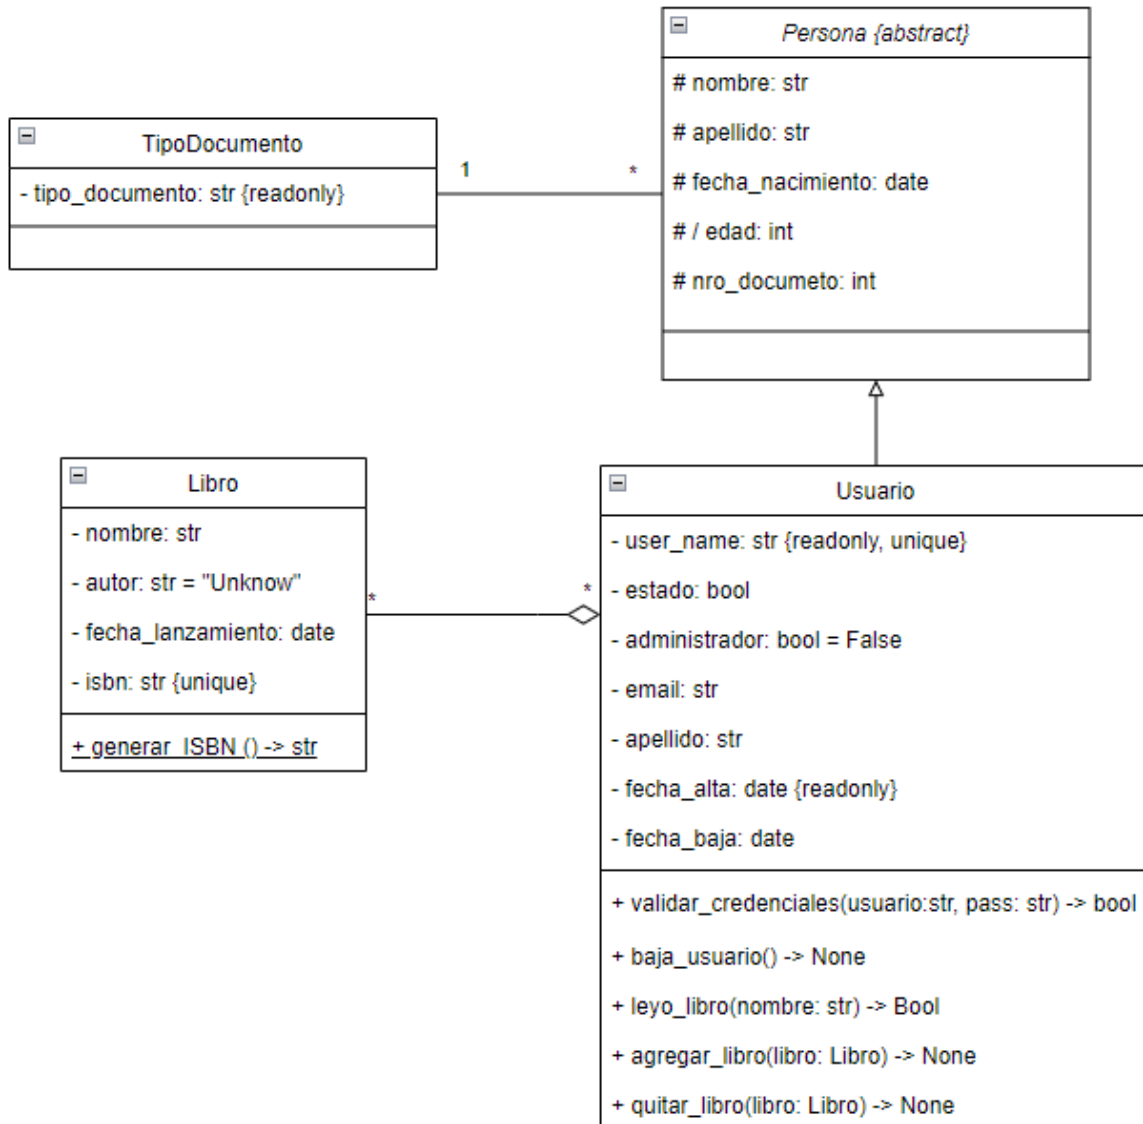 Persona {abstract}
# nombre: str
# apellido: str
# fecha_nacimiento: date
# / edad: int
# nro_documeto: int
TipoDocumento
- tipo_documento: str {readonly}
1
*
Libro
- nombre: str
- autor: str = "Unknow"
- fecha_lanzamiento: date
- isbn: str {unique}
+ generar_ISBN () -> str
*
*
Usuario
- user_name: str {readonly, unique}
- estado: bool
- administrador: bool = False
- email: str
- apellido: str
- fecha_alta: date {readonly}
- fecha_baja: date
+ validar_credenciales(usuario:str, pass: str) -> bool
+ baja_usuario() -> None
+ leyo_libro(nombre: str) -> Bool
+ agregar_libro(libro: Libro) -> None
+ quitar_libro(libro: Libro) -> None